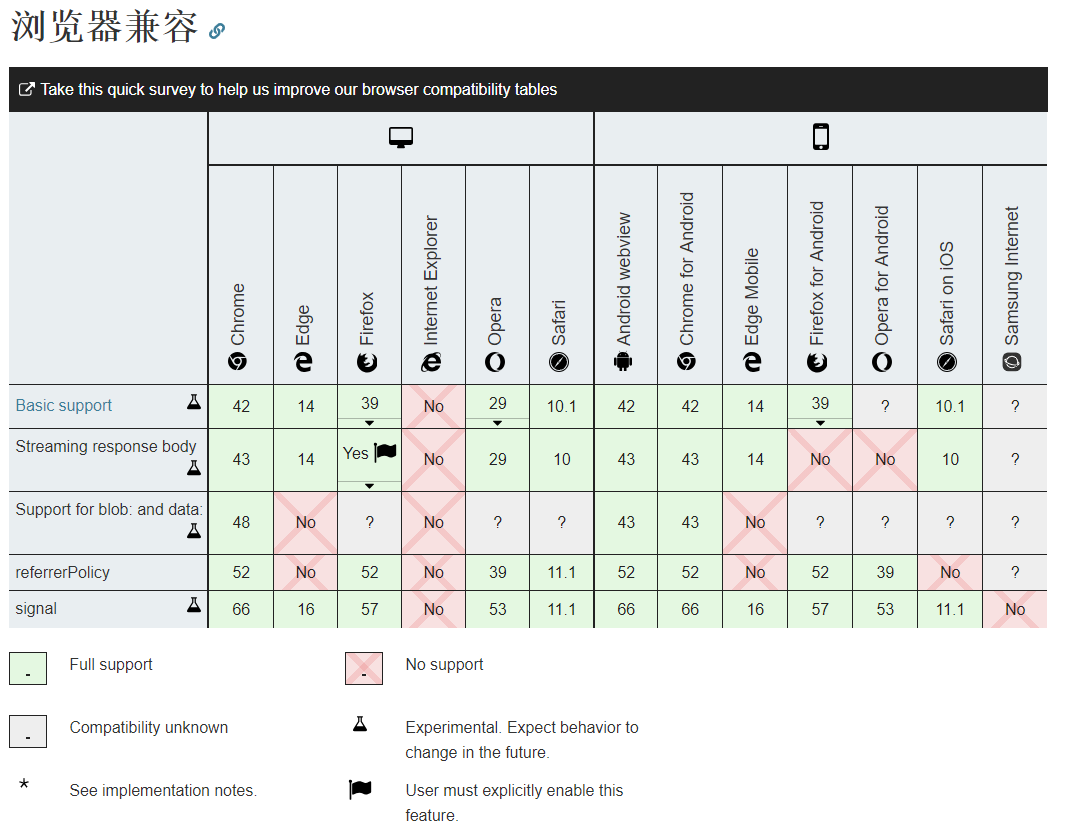 浏览器兼容
Take this quick survey to help us improve our browser compatibility tables
Chrome
Edge
Firefox
Internet Explorer
Opera
Safari
Android webview
Chrome for Android
Edge Mobile
Firefox for Android
Opera for Android
Safari on iOS
Samsung Internet
Basic support 42 14 39 No 29 10.1 42 42 14 39 ? 10.1 ?
Streaming response body 43 14 Yes No 29 10 43 43 14 No No 10 ?
Support for blob: and data: 48 No ? No ? ? 43 43 No ? ? ? ?
referrerPolicy 52 No 52 No 39 11.1 52 52 No 52 39 No ?
signal 66 16 57 No 53 11.1 66 66 16 57 53 11.1 No
- Full support - No support
- Compatibility unknown Experimental. Expect behavior to
change in the future.
* See implementation notes. User must explicitly enable this
feature.